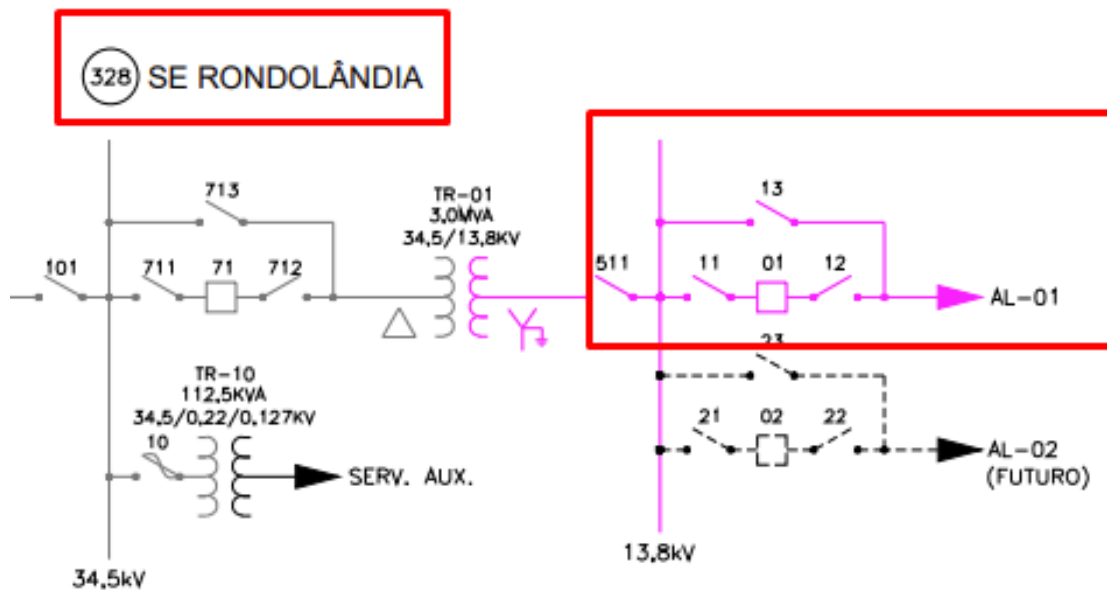 328 SE RONDOLÂNDIA
713
TR-01
3,0MVA
34,5/13,8KV
13
101
711
71
712
511
11
01
12
AL-01
23
TR-10
112,5KVA
34,5/0,22/0,127KV
10
SERV. AUX.
21
02
22
AL-02
(FUTURO)
34,5kV
13,8kV